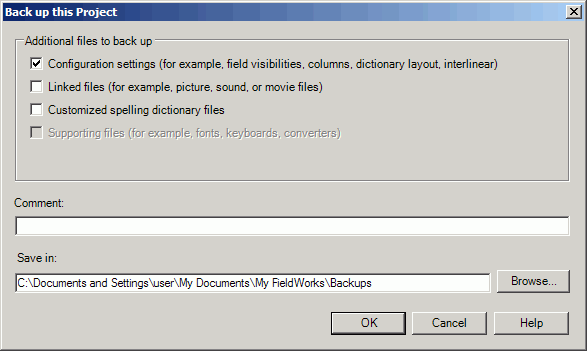 Back up this Project
Additional files to back up
Configuration settings (for example, field visibilities, columns, dictionary layout, interlinear)
Linked files (for example, picture, sound, or movie files)
Customized spelling dictionary files
Supporting files (for example, fonts, keyboards, converters)
Comment:
Save in:
C:\Documents and Settings\user\My Documents\My FieldWorks\Backups
Browse...
OK
Cancel
Help